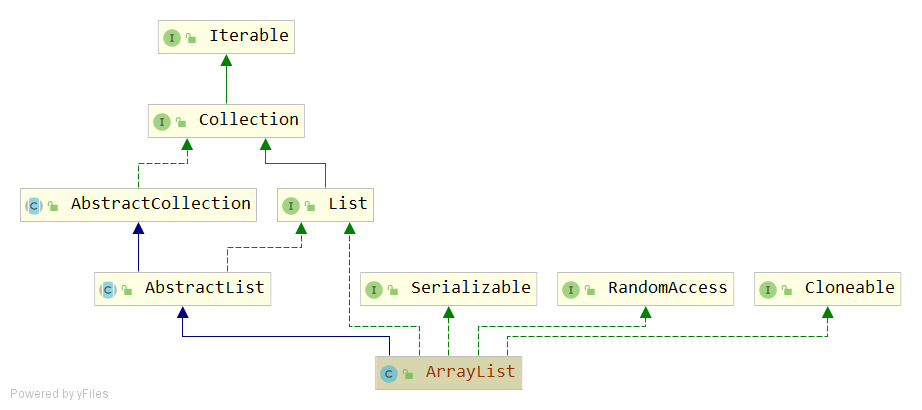 I Iterable
I Collection
C AbstractCollection
I List
C AbstractList
I Serializable
I RandomAccess
I Cloneable
C ArrayList
Powered by yFiles